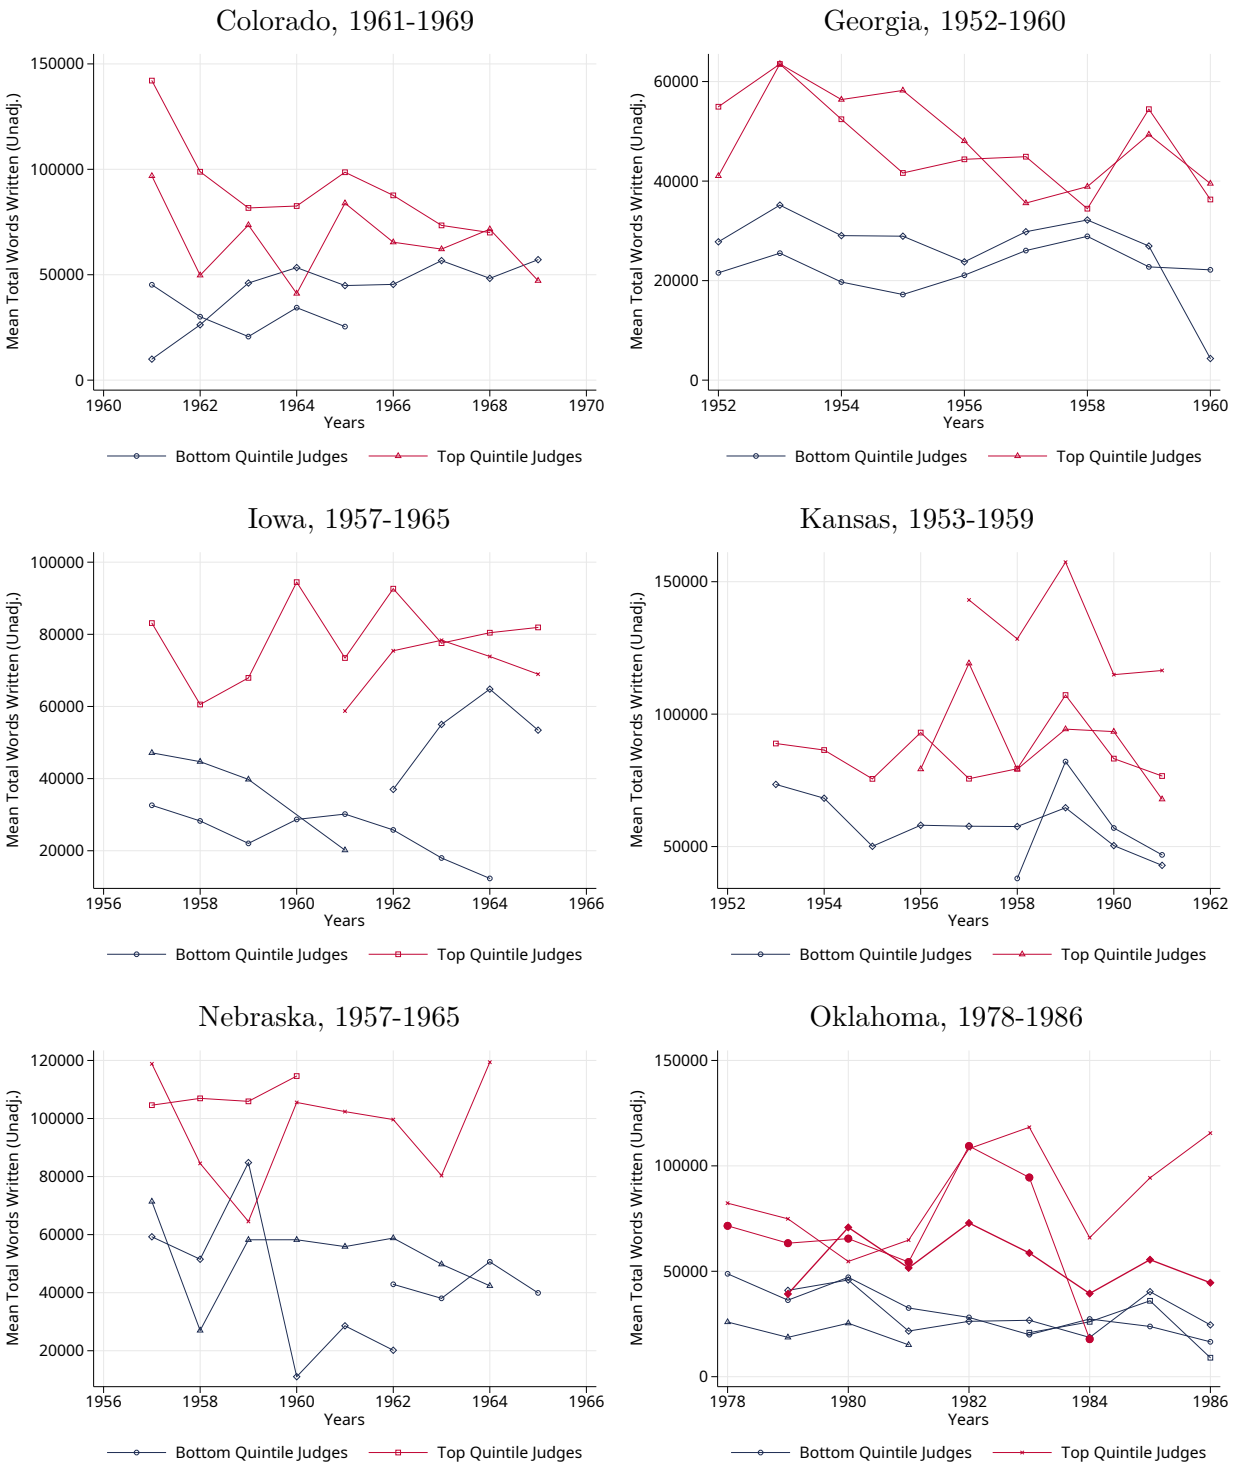 Colorado, 1961-1969
Mean Total Words Written (Unadj.)
150000
100000
50000
0
1960 1962 1964 1966 1968 1970
Years
Bottom Quintile Judges Top Quintile Judges
Georgia, 1952-1960
Mean Total Words Written (Unadj.)
60000
40000
20000
0
1952 1954 1956 1958 1960
Years
Bottom Quintile Judges Top Quintile Judges
Iowa, 1957-1965
Mean Total Words Written (Unadj.)
100000
80000
60000
40000
20000
1956 1958 1960 1962 1964 1966
Years
Bottom Quintile Judges Top Quintile Judges
Kansas, 1953-1959
Mean Total Words Written (Unadj.)
150000
100000
50000
1952 1954 1956 1958 1960 1962
Years
Bottom Quintile Judges Top Quintile Judges
Nebraska, 1957-1965
Mean Total Words Written (Unadj.)
120000
100000
80000
60000
40000
20000
1956 1958 1960 1962 1964 1966
Years
Bottom Quintile Judges Top Quintile Judges
Oklahoma, 1978-1986
Mean Total Words Written (Unadj.)
150000
100000
50000
0
1978 1980 1982 1984 1986
Years
Bottom Quintile Judges Top Quintile Judges